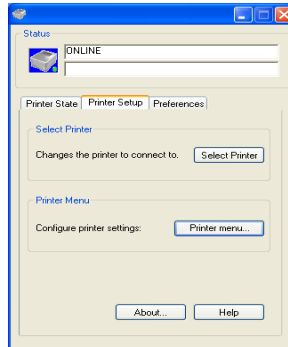 Status
ONLINE
Printer State Printer Setup Preferences
Select Printer
Changes the printer to connect to. Select Printer
Printer Menu
Configure printer settings: Printer menu...
About... Help